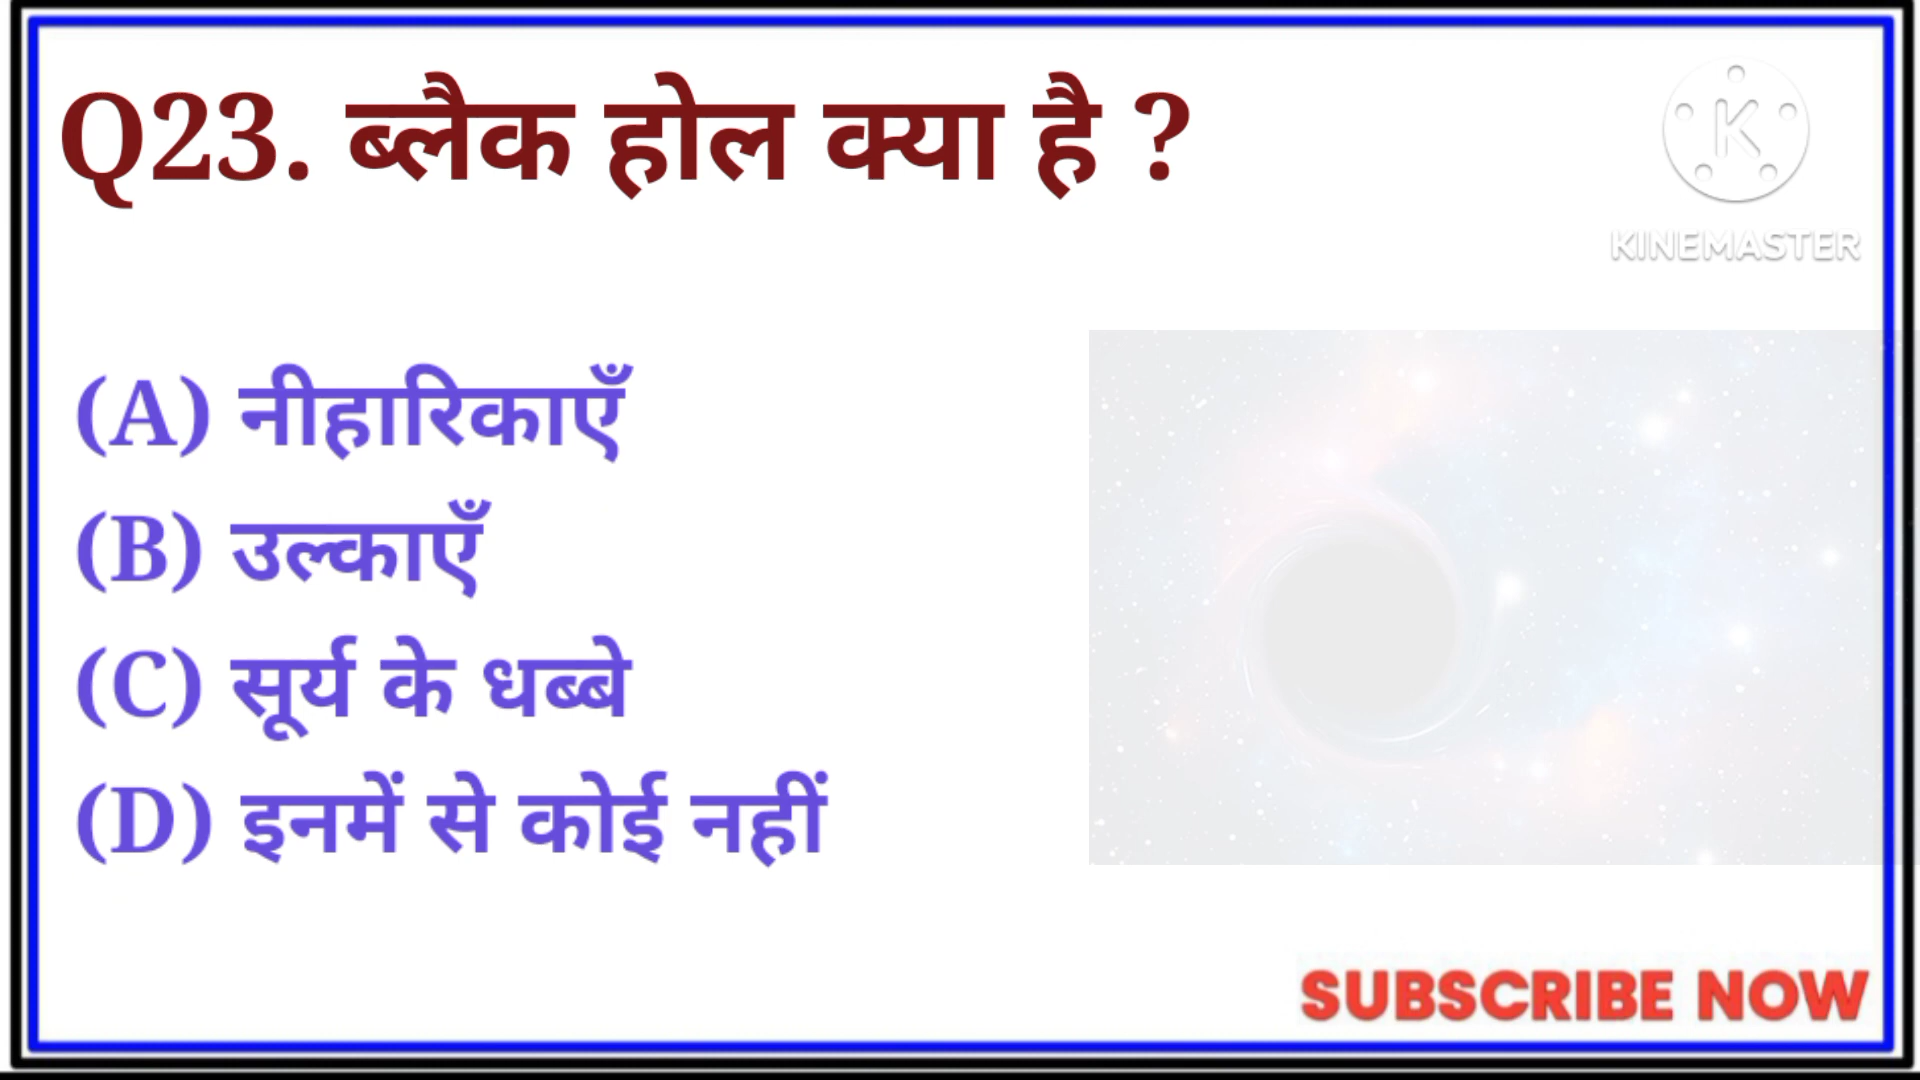 Q23. ब्लैक होल क्या है ?
KINEMASTER
(A) नीहारिकाएँ
(B) उल्काएँ
(C) सूर्य के धब्बे
(D) इनमें से कोई नहीं
SUBSCRIBE NOW